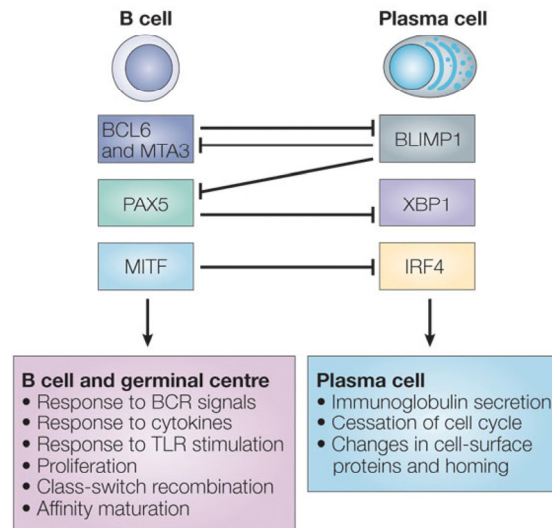 B cell
Plasma cell
BCL6
and MTA3
BLIMP1
PAX5
XBP1
MITF
IRF4
B cell and germinal centre
• Response to BCR signals
• Response to cytokines
• Response to TLR stimulation
• Proliferation
• Class-switch recombination
• Affinity maturation
Plasma cell
• Immunoglobulin secretion
• Cessation of cell cycle
• Changes in cell-surface
proteins and homing